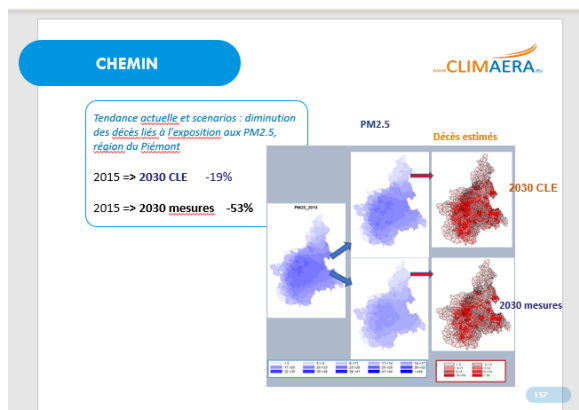 CHEMIN
www.CLIMAERA.eu
Tendance actuelle et scenarios : diminution
des décès liés à l'exposition aux PM2.5,
région du Piémont
2015 => 2030 CLE -19%
2015 => 2030 mesures -53%
PM2.5
Décès estimés
PM25_2015
2030 CLE
2030 mesures
157